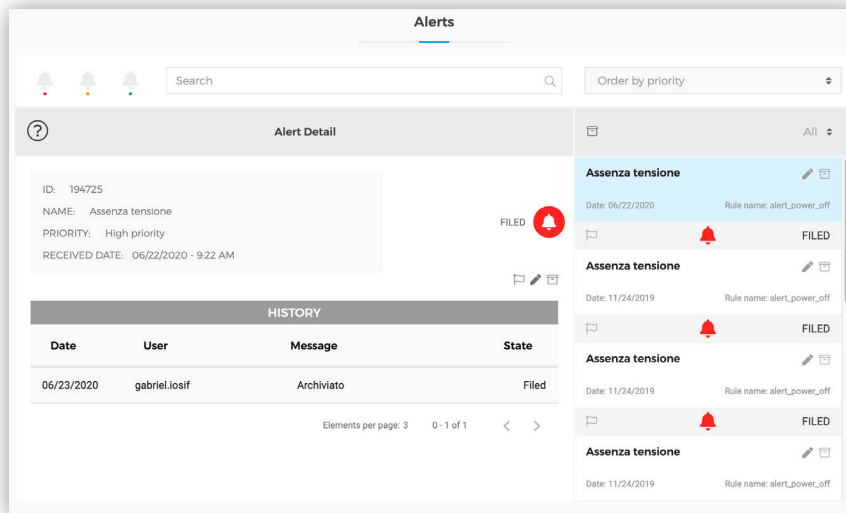 Alerts
Search
Order by priority
Alert Detail
All
ID: 194725
NAME: Assenza tensione
PRIORITY: High priority
RECEIVED DATE: 06/22/2020 - 9:22 AM
FILED
HISTORY
Date User Message State
06/23/2020 gabriel.iosif Archiviato Filed
Elements per page: 3 0 - 1 of 1
Assenza tensione
Date: 06/22/2020 Rule name: alert_power_off
FILED
Assenza tensione
Date: 11/24/2019 Rule name: alert_power_off
FILED
Assenza tensione
Date: 11/24/2019 Rule name: alert_power_off
FILED
Assenza tensione
Date: 11/24/2019 Rule name: alert_power_off